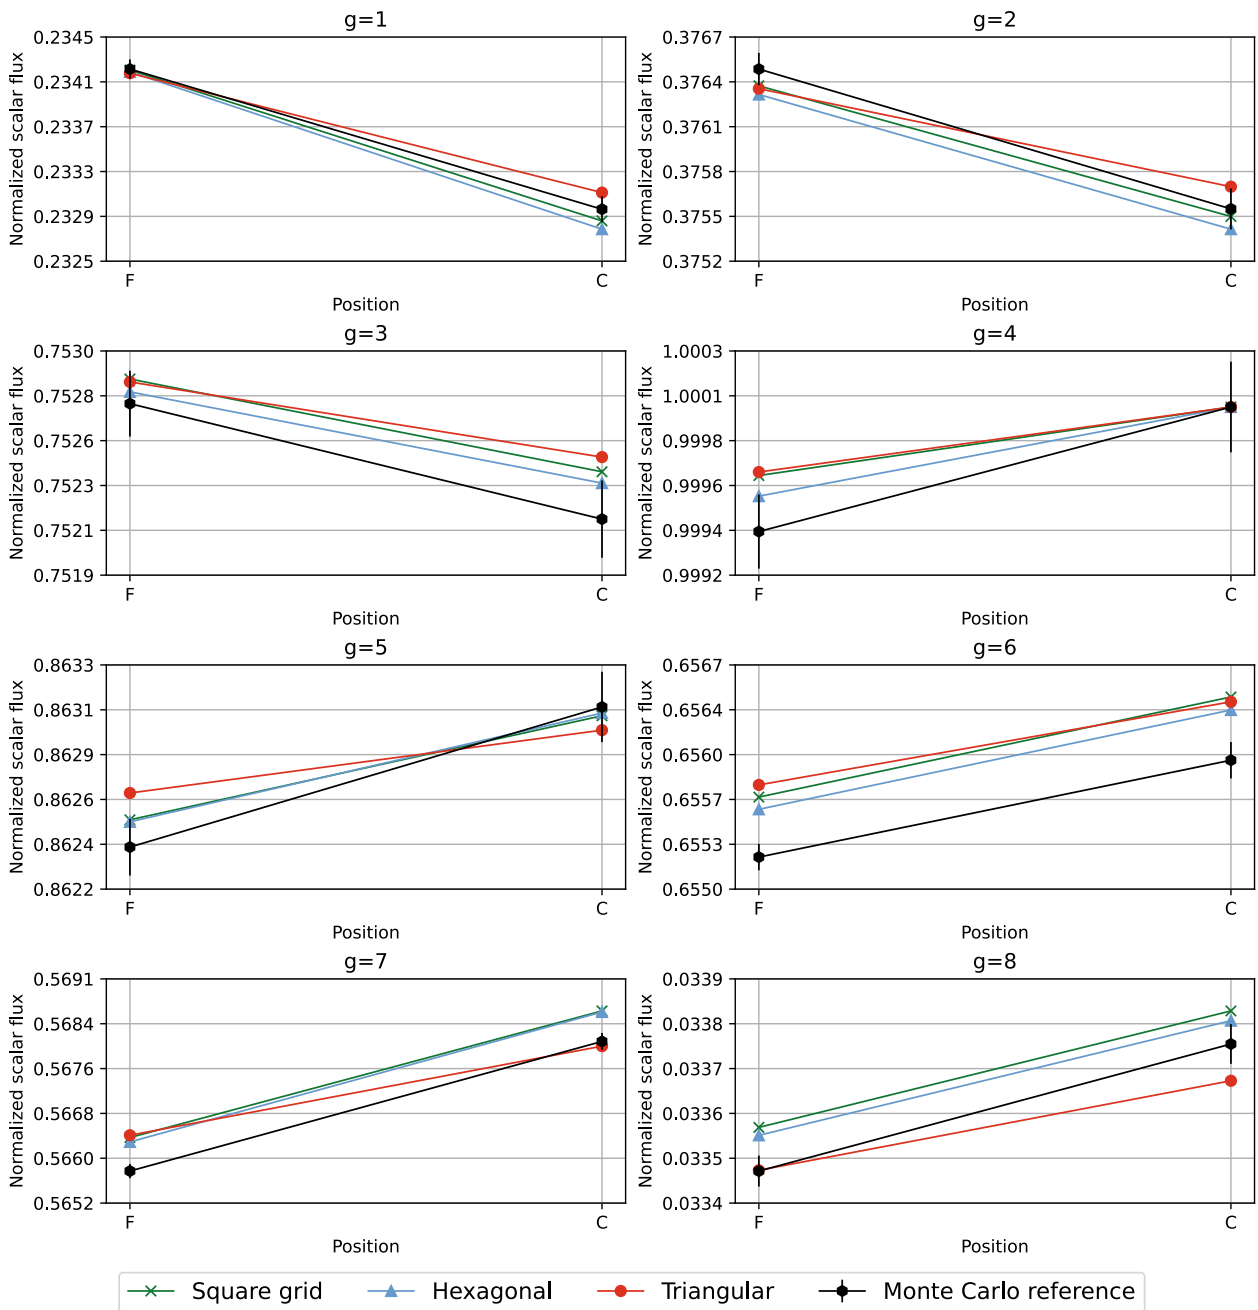 g=1
0.2345
0.2341
0.2337
0.2333
0.2329
0.2325
Normalized scalar flux
F
C
Position
g=2
0.3767
0.3764
0.3761
0.3758
0.3755
0.3752
Normalized scalar flux
F
C
Position
g=3
0.7530
0.7528
0.7526
0.7523
0.7521
0.7519
Normalized scalar flux
F
C
Position
g=4
1.0003
1.0001
0.9998
0.9996
0.9994
0.9992
Normalized scalar flux
F
C
Position
g=5
0.8633
0.8631
0.8629
0.8626
0.8624
0.8622
Normalized scalar flux
F
C
Position
g=6
0.6567
0.6564
0.6560
0.6557
0.6553
0.6550
Normalized scalar flux
F
C
Position
g=7
0.5691
0.5684
0.5676
0.5668
0.5660
0.5652
Normalized scalar flux
F
C
Position
g=8
0.0339
0.0338
0.0337
0.0336
0.0335
0.0334
Normalized scalar flux
F
C
Position
Square grid
Hexagonal
Triangular
Monte Carlo reference